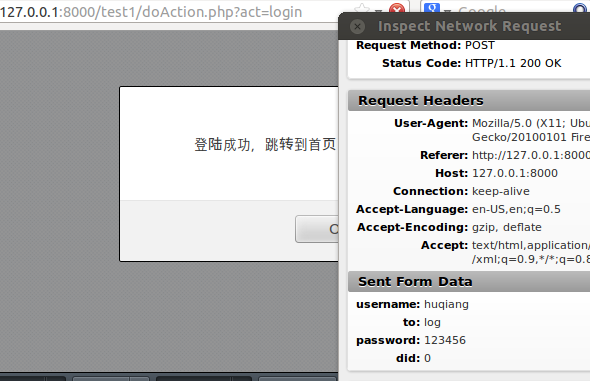 127.0.0.1:8000/test1/doAction.php?act=login
Google
Inspect Network Request
Request Method: POST
Status Code: HTTP/1.1 200 OK
Request Headers
User-Agent: Mozilla/5.0 (X11; Ubu
Gecko/20100101 Fire
Referer: http://127.0.0.1:8000
Host: 127.0.0.1:8000
Connection: keep-alive
Accept-Language: en-US,en;q=0.5
Accept-Encoding: gzip, deflate
Accept: text/html,application/
/xml;q=0.9,*/*;q=0.8
登陆成功，跳转到首页
Sent Form Data
username: huqiang
to: log
password: 123456
did: 0